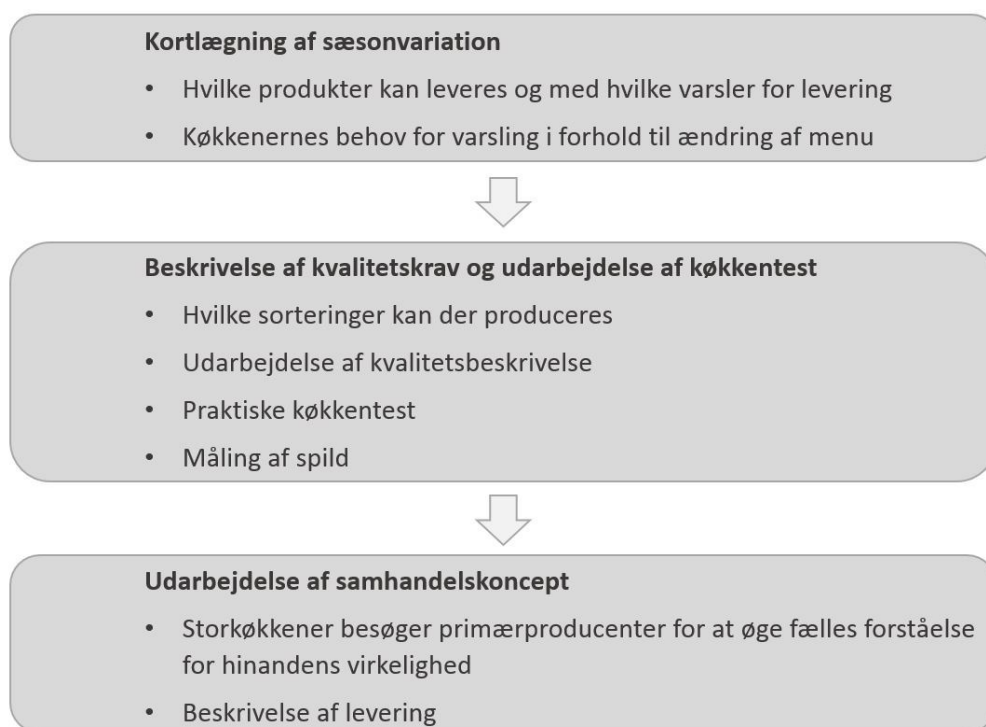 Kortlægning af sæsonvariation
• Hvilke produkter kan leveres og med hvilke varsler for levering
• Køkkenernes behov for varsling i forhold til ændring af menu
Beskrivelse af kvalitetskrav og udarbejdelse af køkkentest
• Hvilke sorteringer kan der produceres
• Udarbejdelse af kvalitetsbeskrivelse
• Praktiske køkkentest
• Måling af spild
Udarbejdelse af samhandelskoncept
• Storkøkkener besøger primærproducenter for at øge fælles forståelse
for hinandens virkelighed
• Beskrivelse af levering